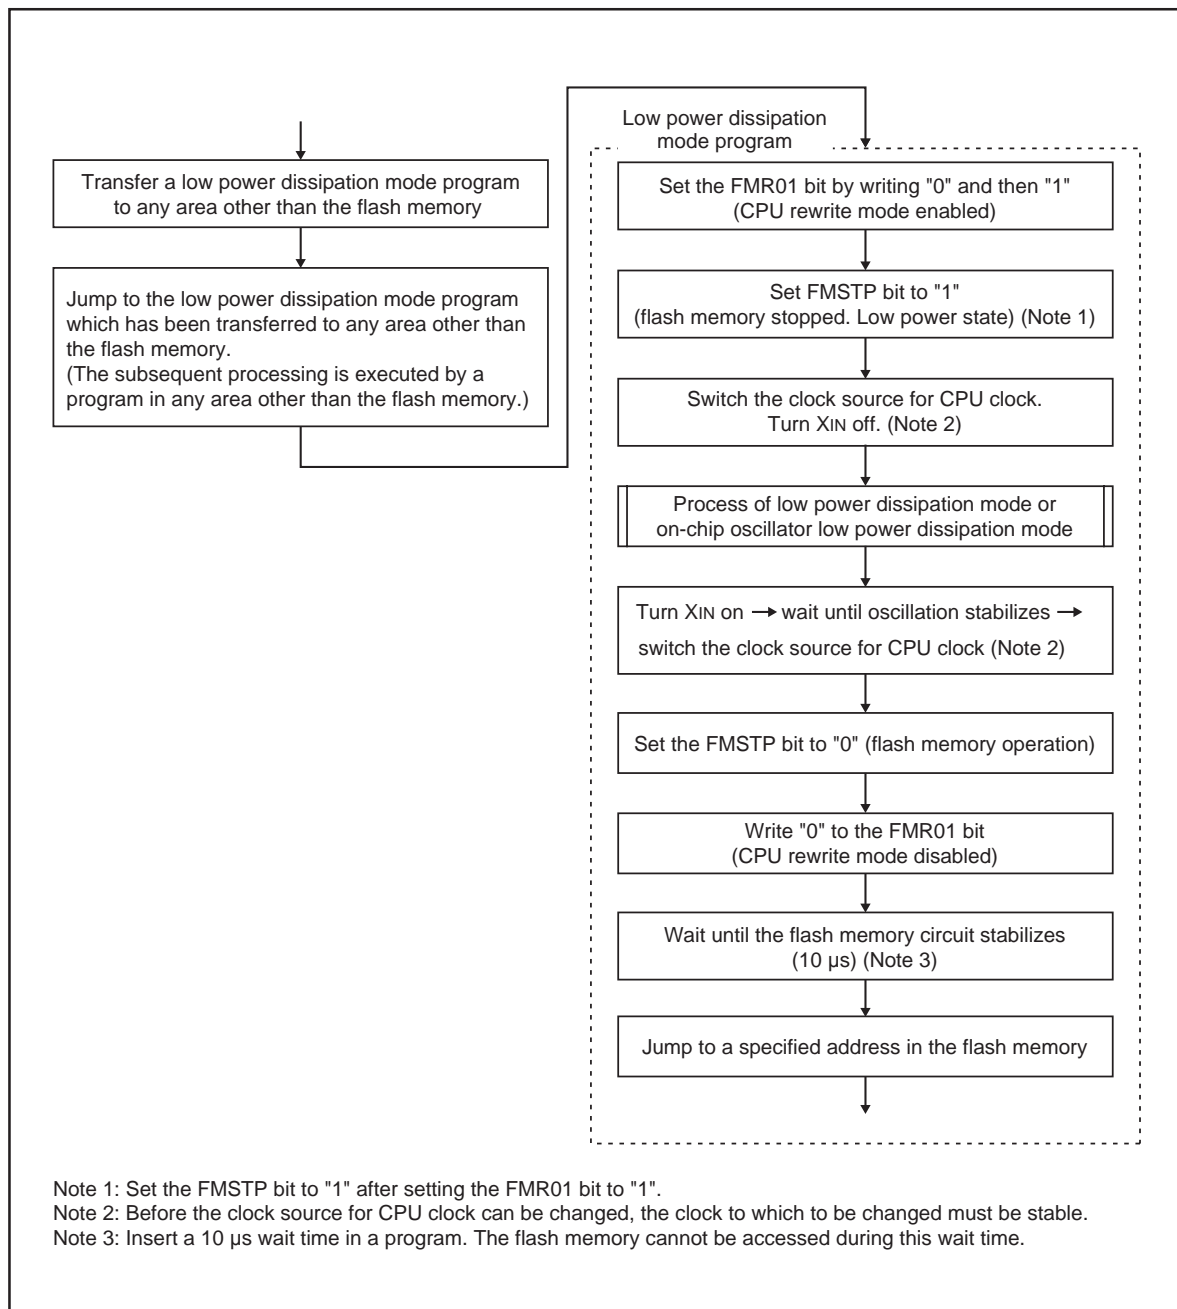 Transfer a low power dissipation mode program
to any area other than the flash memory
Jump to the low power dissipation mode program
which has been transferred to any area other than
the flash memory.
(The subsequent processing is executed by a
program in any area other than the flash memory.)
Low power dissipation
mode program
Set the FMR01 bit by writing "0" and then "1"
(CPU rewrite mode enabled)
Set FMSTP bit to "1"
(flash memory stopped. Low power state) (Note 1)
Switch the clock source for CPU clock.
Turn XIN off. (Note 2)
Process of low power dissipation mode or
on-chip oscillator low power dissipation mode
Turn XIN on → wait until oscillation stabilizes →
switch the clock source for CPU clock (Note 2)
Set the FMSTP bit to "0" (flash memory operation)
Write "0" to the FMR01 bit
(CPU rewrite mode disabled)
Wait until the flash memory circuit stabilizes
(10 µs) (Note 3)
Jump to a specified address in the flash memory
Note 1: Set the FMSTP bit to "1" after setting the FMR01 bit to "1".
Note 2: Before the clock source for CPU clock can be changed, the clock to which to be changed must be stable.
Note 3: Insert a 10 µs wait time in a program. The flash memory cannot be accessed during this wait time.